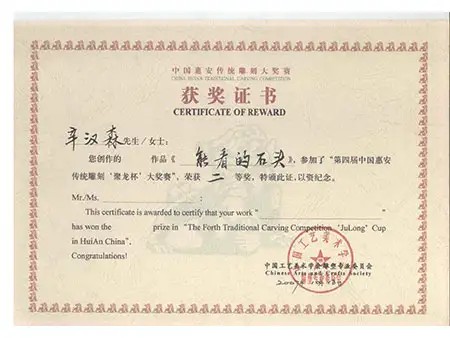 中国惠安传统雕刻大奖赛
CHINA HUIAN TRADITIONAL CARVING COMPETITION
获奖证书
CERTIFICATE OF REWARD
辛汉森先生/女士：
您创作的 作品《能看的石头》，参加了“第四届中国惠安
传统雕刻‘聚龙杯’大奖赛”，荣获 二 等奖，特颁此证，以资纪念。
Mr./Ms.:
This certificate is awarded to certify that your work " "
has won the prize in "The Forth Traditional Carving Competition 'JuLong' Cup
in HuiAn China".
Congratulations!
中国工艺美术学会雕塑专业委员会
Chinese Arts and Crafts Society